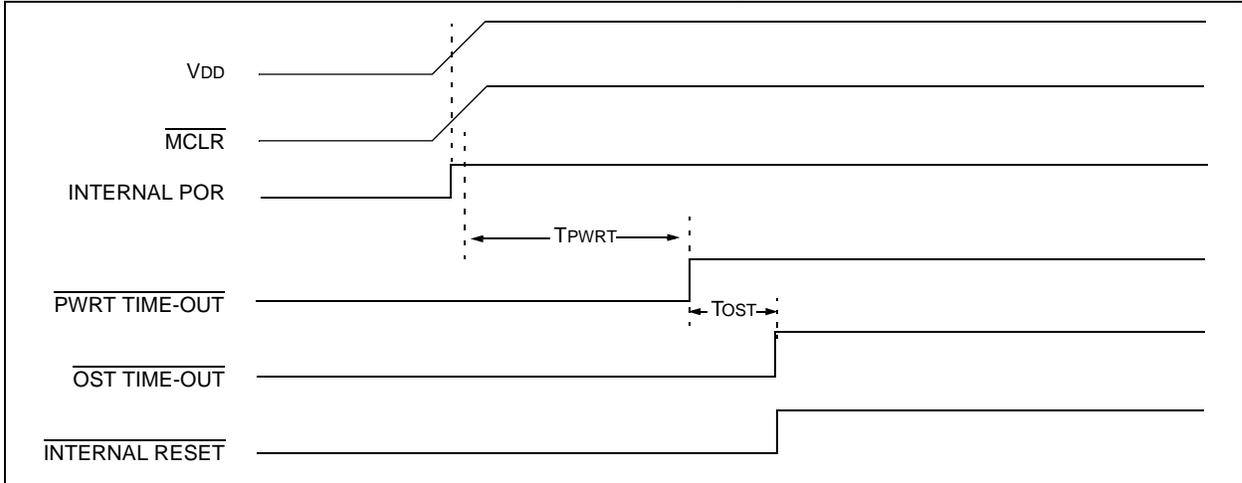 VDD
MCLR
INTERNAL POR
TPWRT
PWRT TIME-OUT
TOST
OST TIME-OUT
INTERNAL RESET